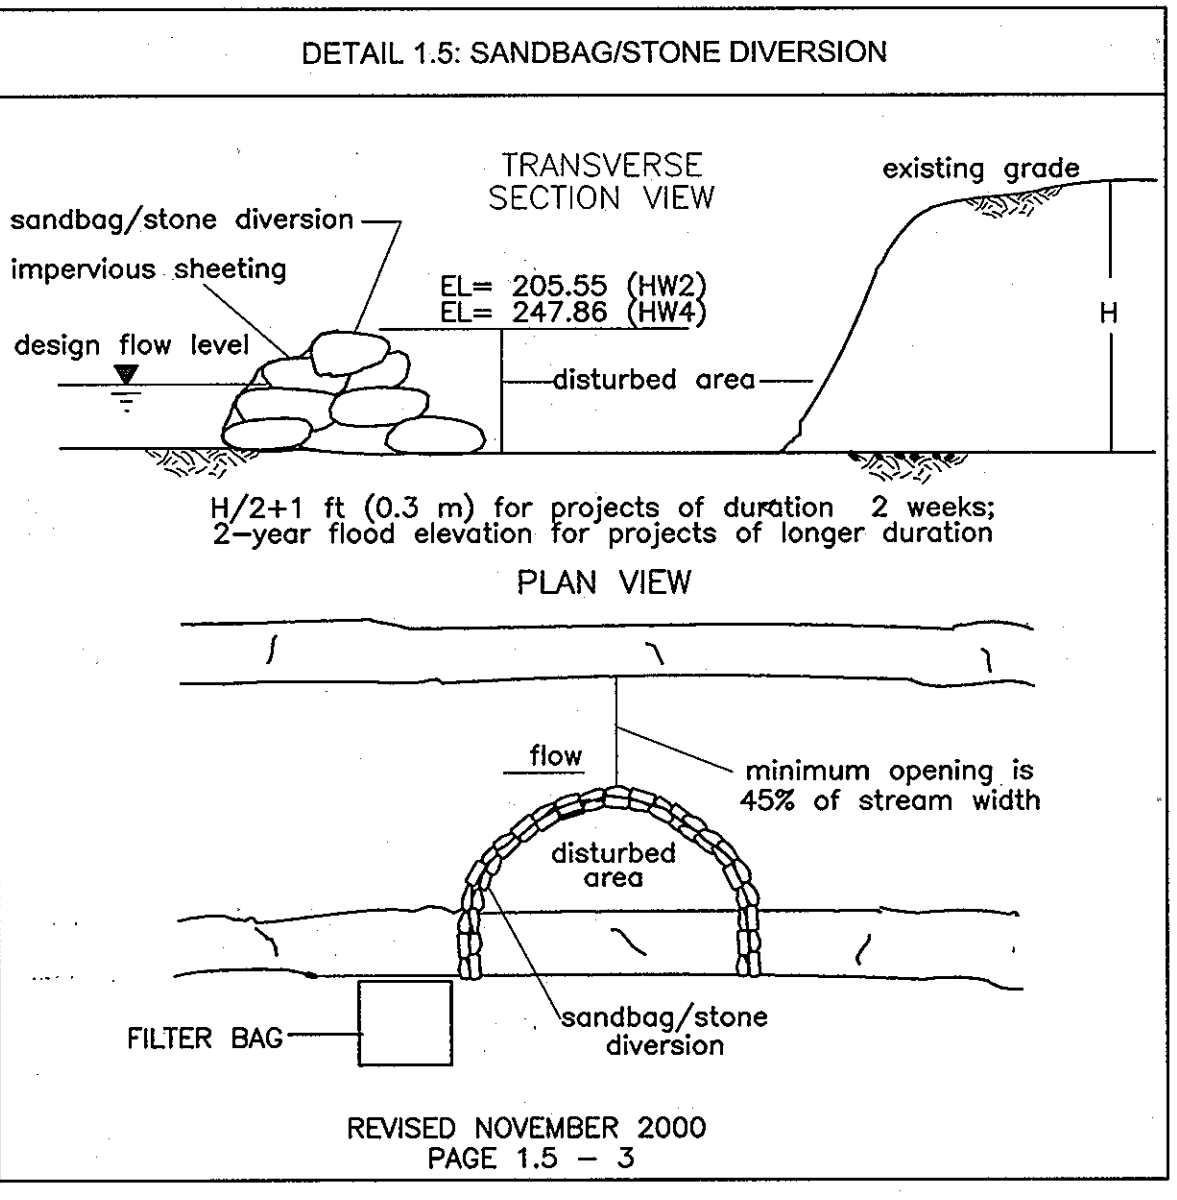 DETAIL 1.5: SANDBAG/STONE DIVERSION
TRANSVERSE
SECTION VIEW
existing grade
sandbag/stone diversion
impervious sheeting
EL= 205.55 (HW2)
EL= 247.86 (HW4)
H
design flow level
disturbed area
H/2+1 ft (0.3 m) for projects of duration 2 weeks;
2-year flood elevation for projects of longer duration
PLAN VIEW
flow
minimum opening is
45% of stream width
disturbed
area
sandbag/stone
diversion
FILTER BAG
REVISED NOVEMBER 2000
PAGE 1.5 - 3